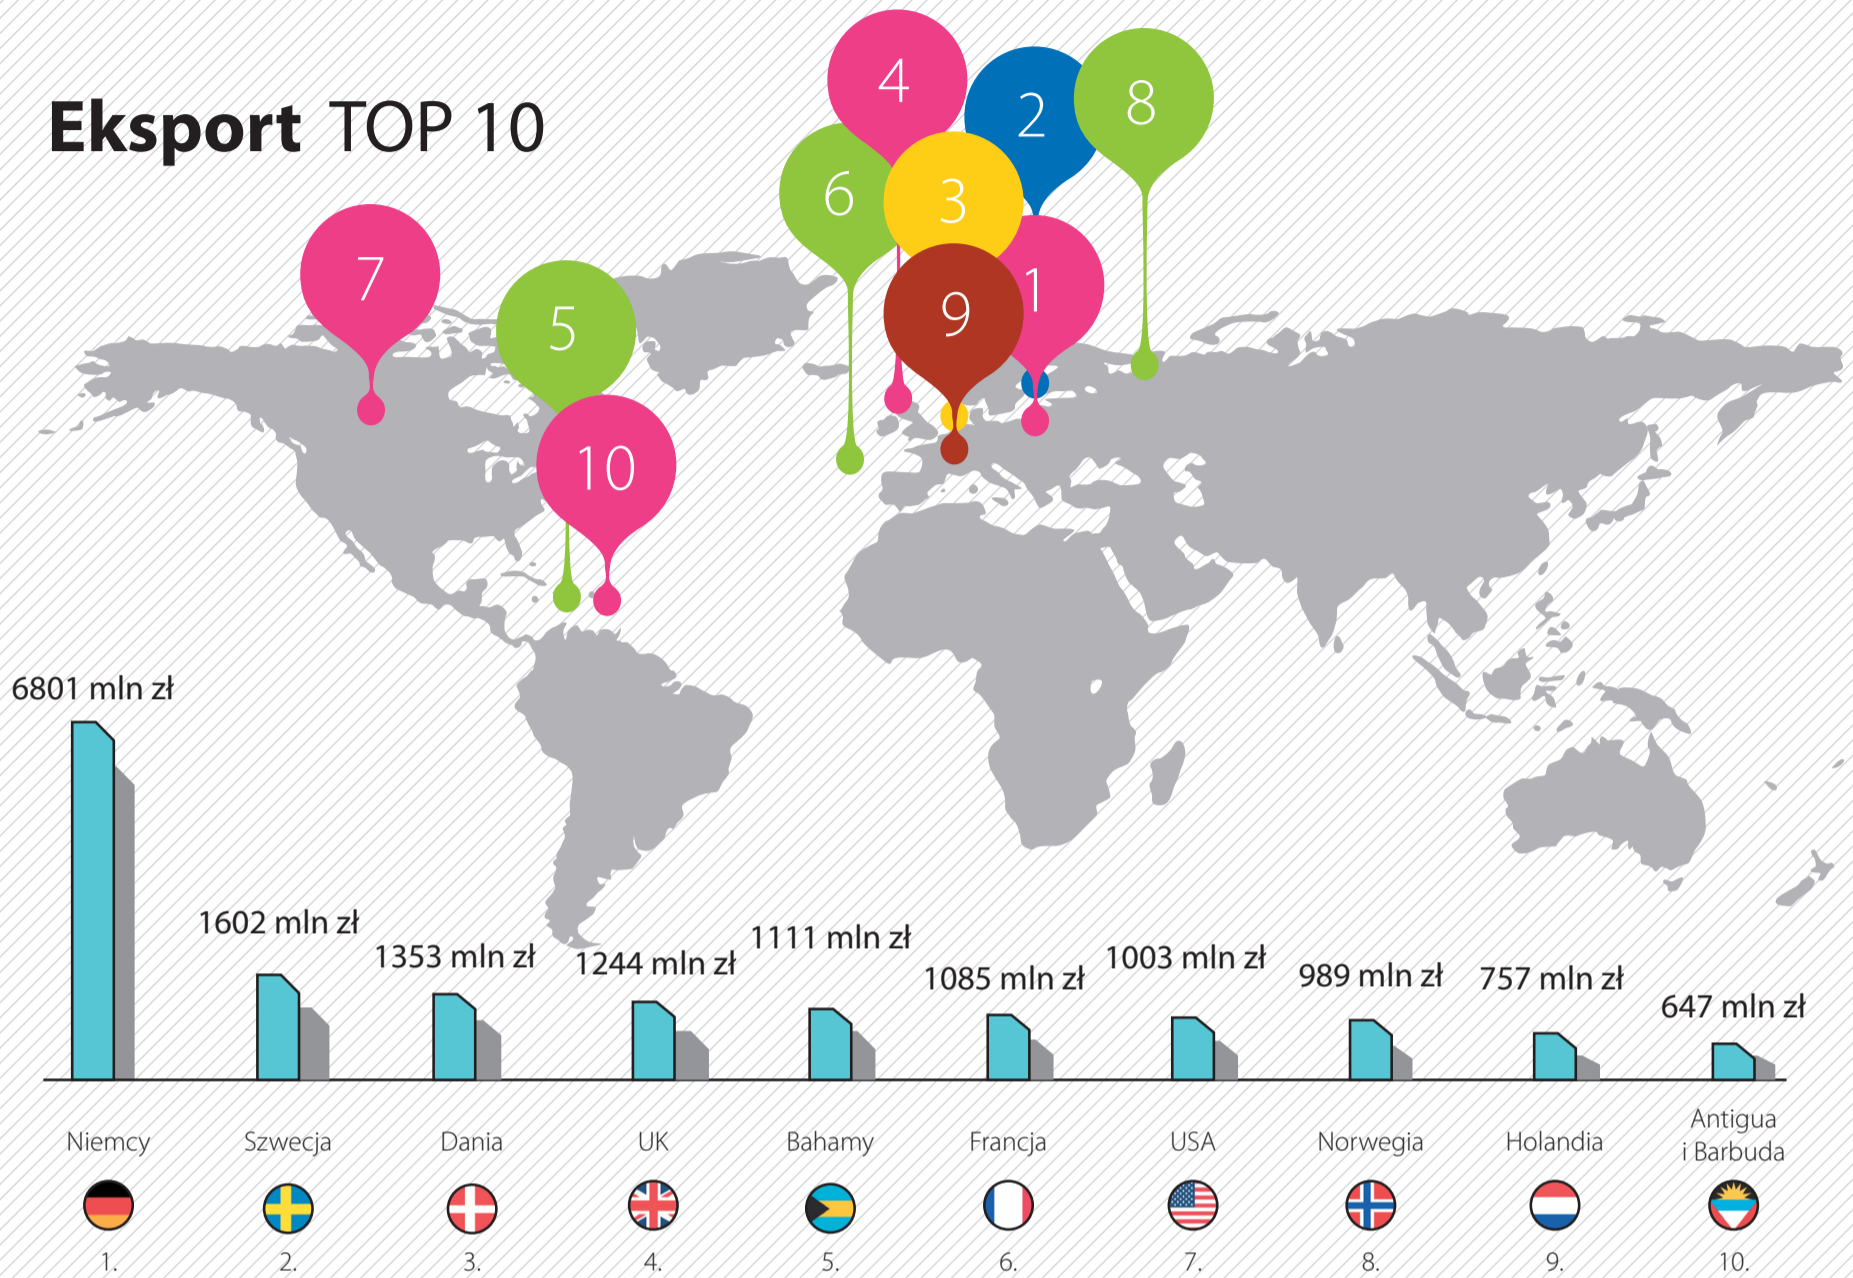 Eksport TOP 10
4
2
8
6
3
7
1
9
5
10
6801 mln zł
1602 mln zł
1353 mln zł
1244 mln zł
1111 mln zł
1085 mln zł
1003 mln zł
989 mln zł
757 mln zł
647 mln zł
Niemcy
Szwecja
Dania
UK
Bahamy
Francja
USA
Norwegia
Holandia
Antigua
i Barbuda
1.
2.
3.
4.
5.
6.
7.
8.
9.
10.